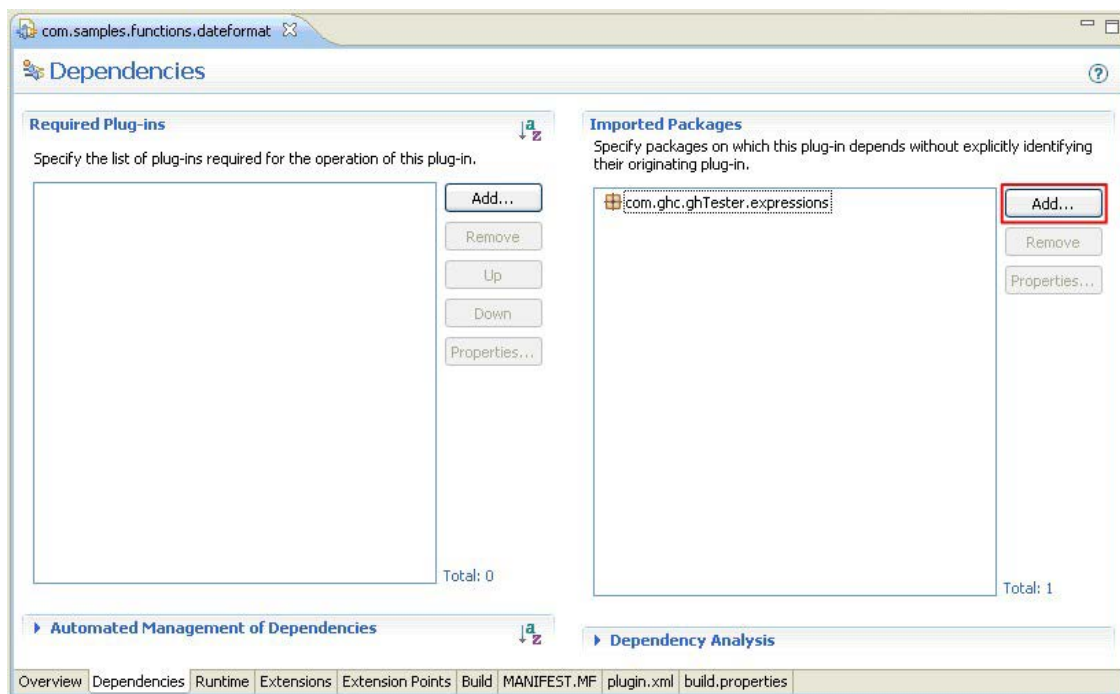 com.samples.functions.dateformat
Dependencies
Required Plug-ins
Specify the list of plug-ins required for the operation of this plug-in.
Add...
Remove
Up
Down
Properties...
Total: 0
Automated Management of Dependencies
Imported Packages
Specify packages on which this plug-in depends without explicitly identifying
their originating plug-in.
com.ghc.ghTester.expressions
Add...
Remove
Properties...
Total: 1
Dependency Analysis
Overview Dependencies Runtime Extensions Extension Points Build MANIFEST.MF plugin.xml build.properties